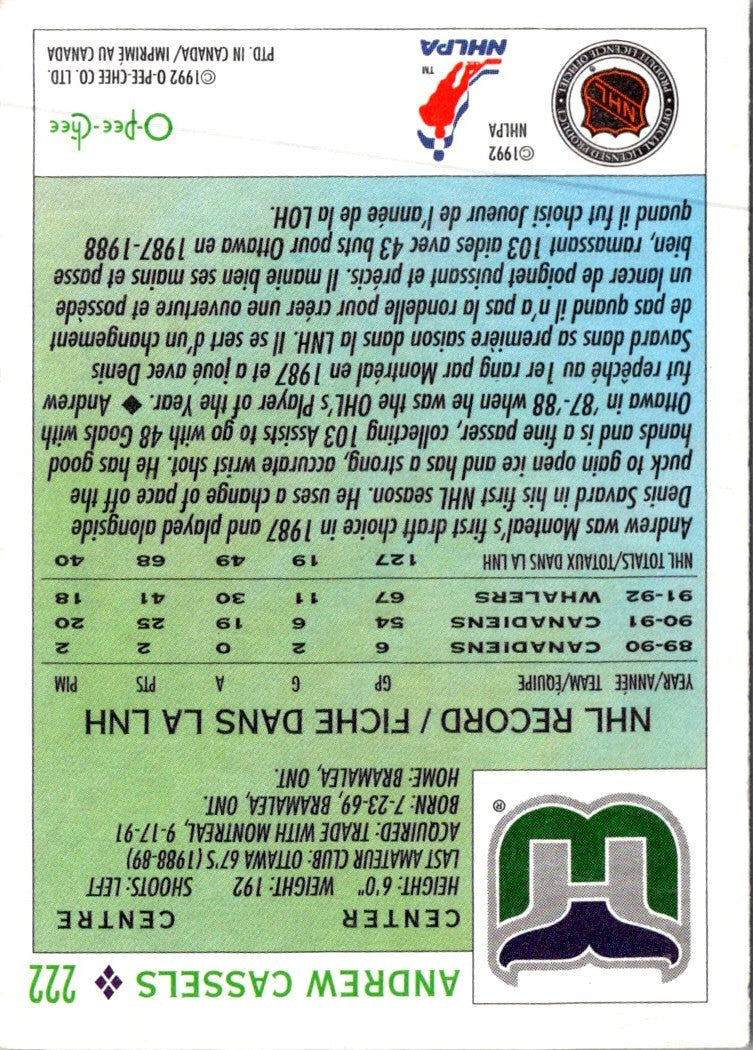 ANDREW CASSELS ❖ 222
®
CENTER CENTRE
HEIGHT: 6'0" WEIGHT: 192 SHOOTS: LEFT
LAST AMATEUR CLUB: OTTAWA 67'S (1988-89)
ACQUIRED: TRADE WITH MONTREAL, 9-17-91
BORN: 7-23-69, BRAMALEA, ONT.
HOME: BRAMALEA, ONT.
NHL RECORD / FICHE DANS LA LNH
YEAR/ANNÉE TEAM/ÉQUIPE GP G A PTS PIM
89-90 CANADIENS 6 2 0 2 2
90-91 CANADIENS 54 6 19 25 20
91-92 WHALERS 67 11 30 41 18
NHL TOTALS/TOTAUX DANS LA LNH 127 19 49 68 40
Andrew was Monteal's first draft choice in 1987 and played alongside
Denis Savard in his first NHL season. He uses a change of pace off the
puck to gain open ice and has a strong, accurate wrist shot. He has good
hands and is a fine passer, collecting 103 Assists to go with 48 Goals with
Ottawa in '87-'88 when he was the OHL's Player of the Year. ◆ Andrew
fut repêché au 1er rang par Montréal en 1987 et a joué avec Denis
Savard dans sa première saison dans la LNH. Il se sert d'un changement
de pas quand il n'a pas la rondelle pour créer une ouverture et possède
un lancer de poignet puissant et précis. Il manie bien ses mains et passe
bien, ramassant 103 aides avec 43 buts pour Ottawa en 1987-1988
quand il fut choisi Joueur de l'année de la LOH.
OFFICIAL LICENSED PRODUCT • PRODUIT LICENCIE OFFICIEL •
NHL
©1992
NHLPA
TM
NHLPA
O-Pee-Chee
©1992 O-PEE-CHEE CO. LTD.
PTD. IN CANADA/IMPRIMÉ AU CANADA